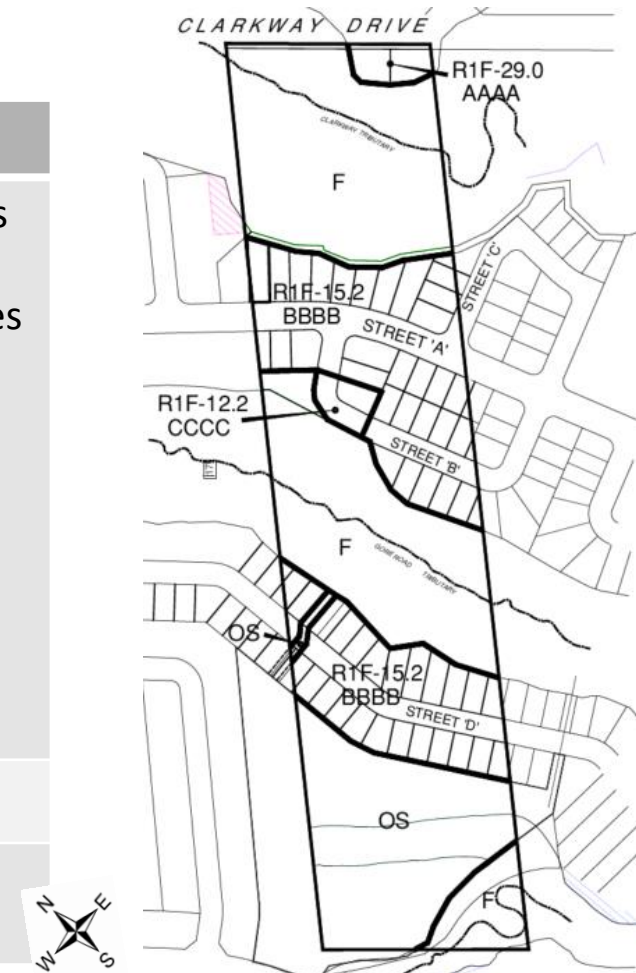 CLARKWAY DRIVE
R1F-29.0
AAAA
CLARKWAY TRIBUTARY
F
s
es
STREET 'C'
R1F-15.2
BBBB
STREET 'A'
R1F-12.2
CCCC
STREET 'B'
F
GORE ROAD TRIBUTARY
OS
R1F-15.2
BBBB
STREET 'D'
OS
F
N
E
W
S